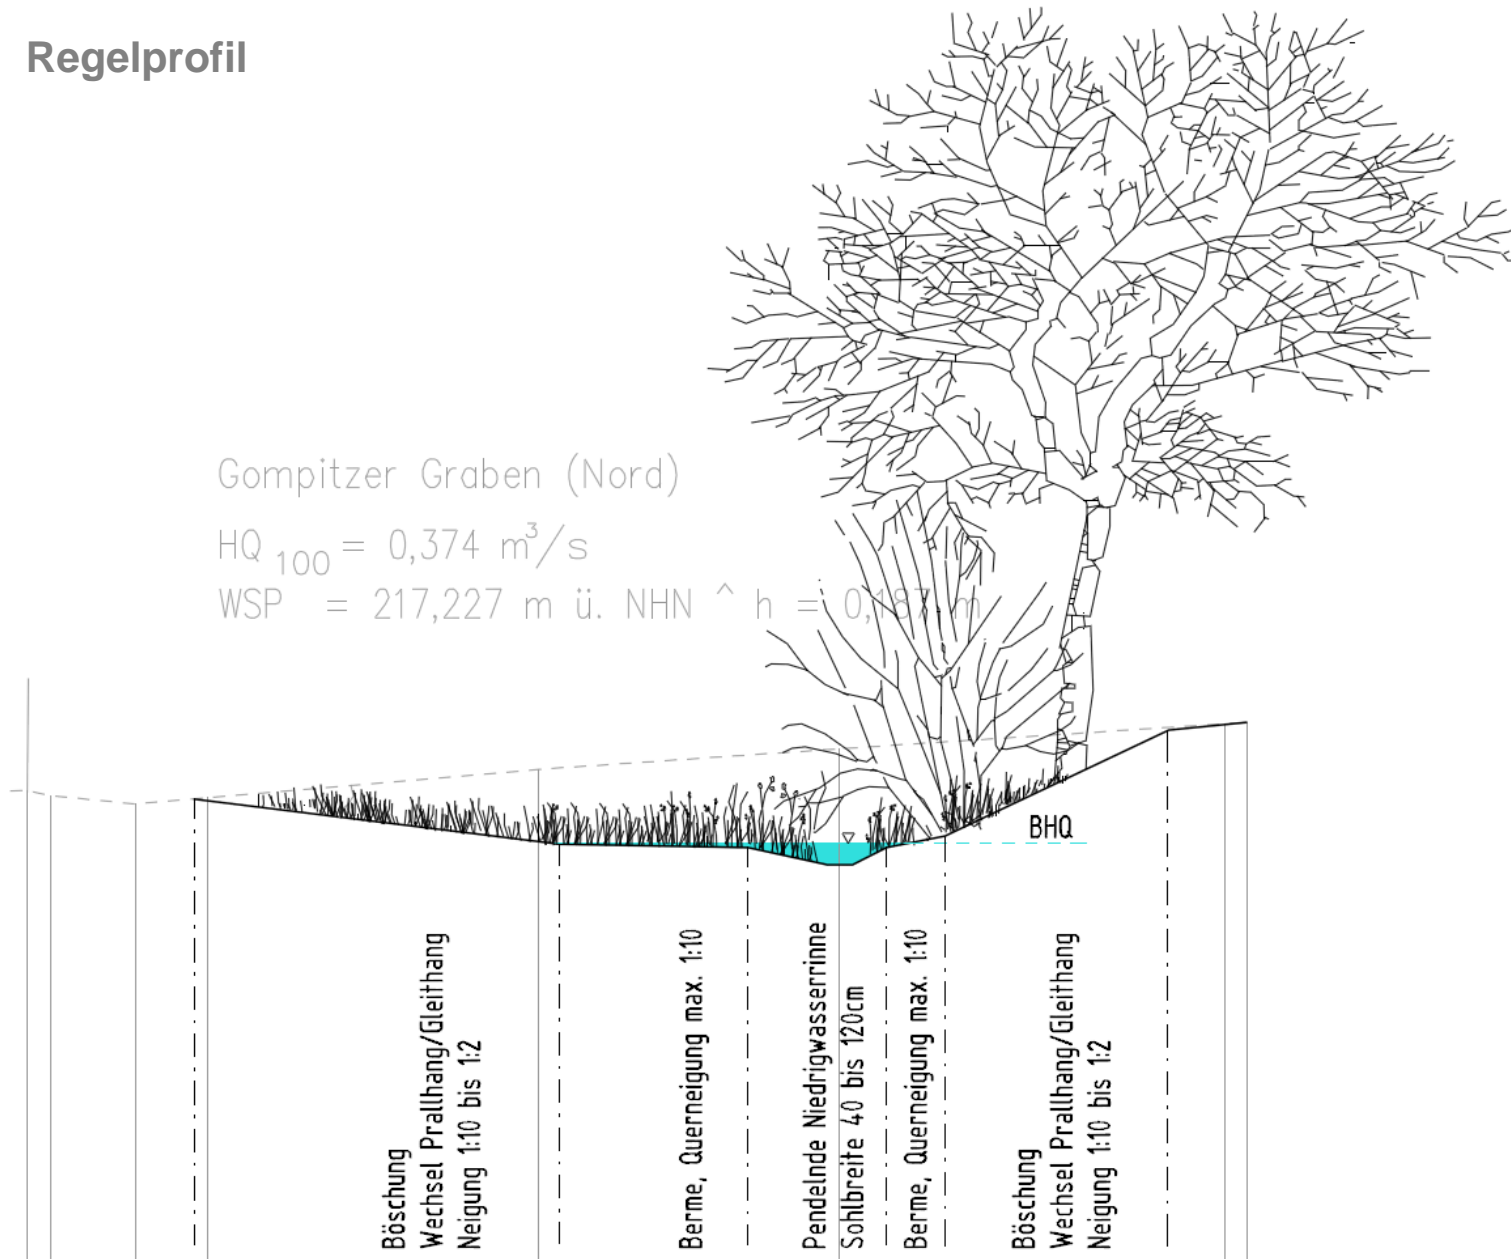 Regelprofil
Gompitzer Graben (Nord)
HQ 100 = 0,374 m³/s
WSP = 217,227 m ü. NHN ^ h = 0,187 m
BHQ
Böschung
Wechsel Prallhang/Gleithang
Neigung 1:10 bis 1:2
Berme, Querneigung max. 1:10
Pendelnde Niedrigwasserrinne
Sohlbreite 40 bis 120cm
Berme, Querneigung max. 1:10
Böschung
Wechsel Prallhang/Gleithang
Neigung 1:10 bis 1:2